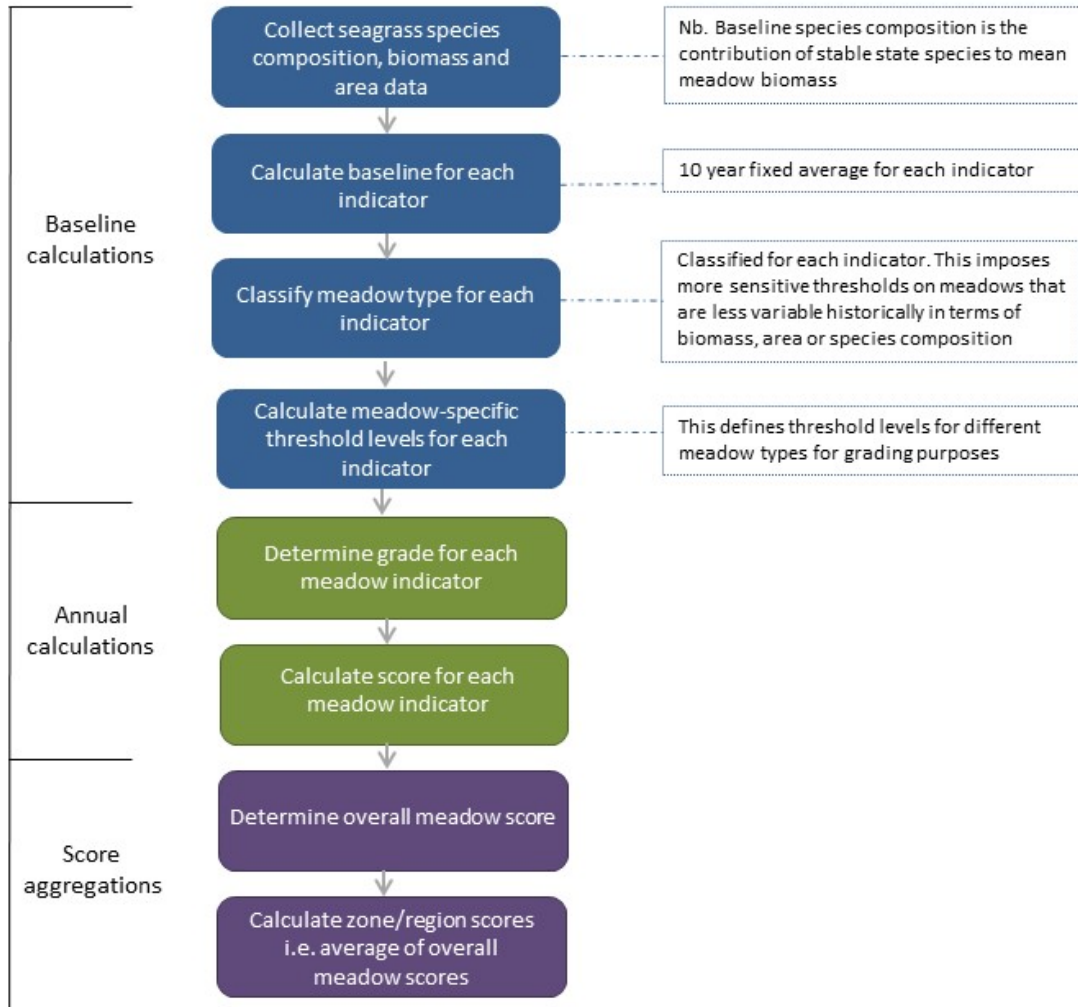 Collect seagrass species
composition, biomass and
area data
Nb. Baseline species composition is the
contribution of stable state species to mean
meadow biomass
Calculate baseline for each
indicator
10 year fixed average for each indicator
Baseline
calculations
Classify meadow type for each
indicator
Classified for each indicator. This imposes
more sensitive thresholds on meadows that
are less variable historically in terms of
biomass, area or species composition
Calculate meadow-specific
threshold levels for each
indicator
This defines threshold levels for different
meadow types for grading purposes
Annual
calculations
Determine grade for each
meadow indicator
Calculate score for each
meadow indicator
Score
aggregations
Determine overall meadow score
Calculate zone/region scores
i.e. average of overall
meadow scores